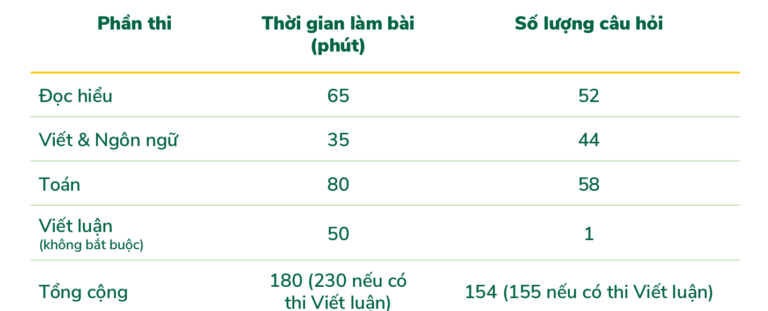 Phần thi Thời gian làm bài Số lượng câu hỏi
(phút)
Đọc hiểu 65 52
Viết & Ngôn ngữ 35 44
Toán 80 58
Viết luận 50 1
(không bắt buộc)
Tổng cộng 180 (230 nếu có 154 (155 nếu có thi Viết luận)
thi Viết luận)